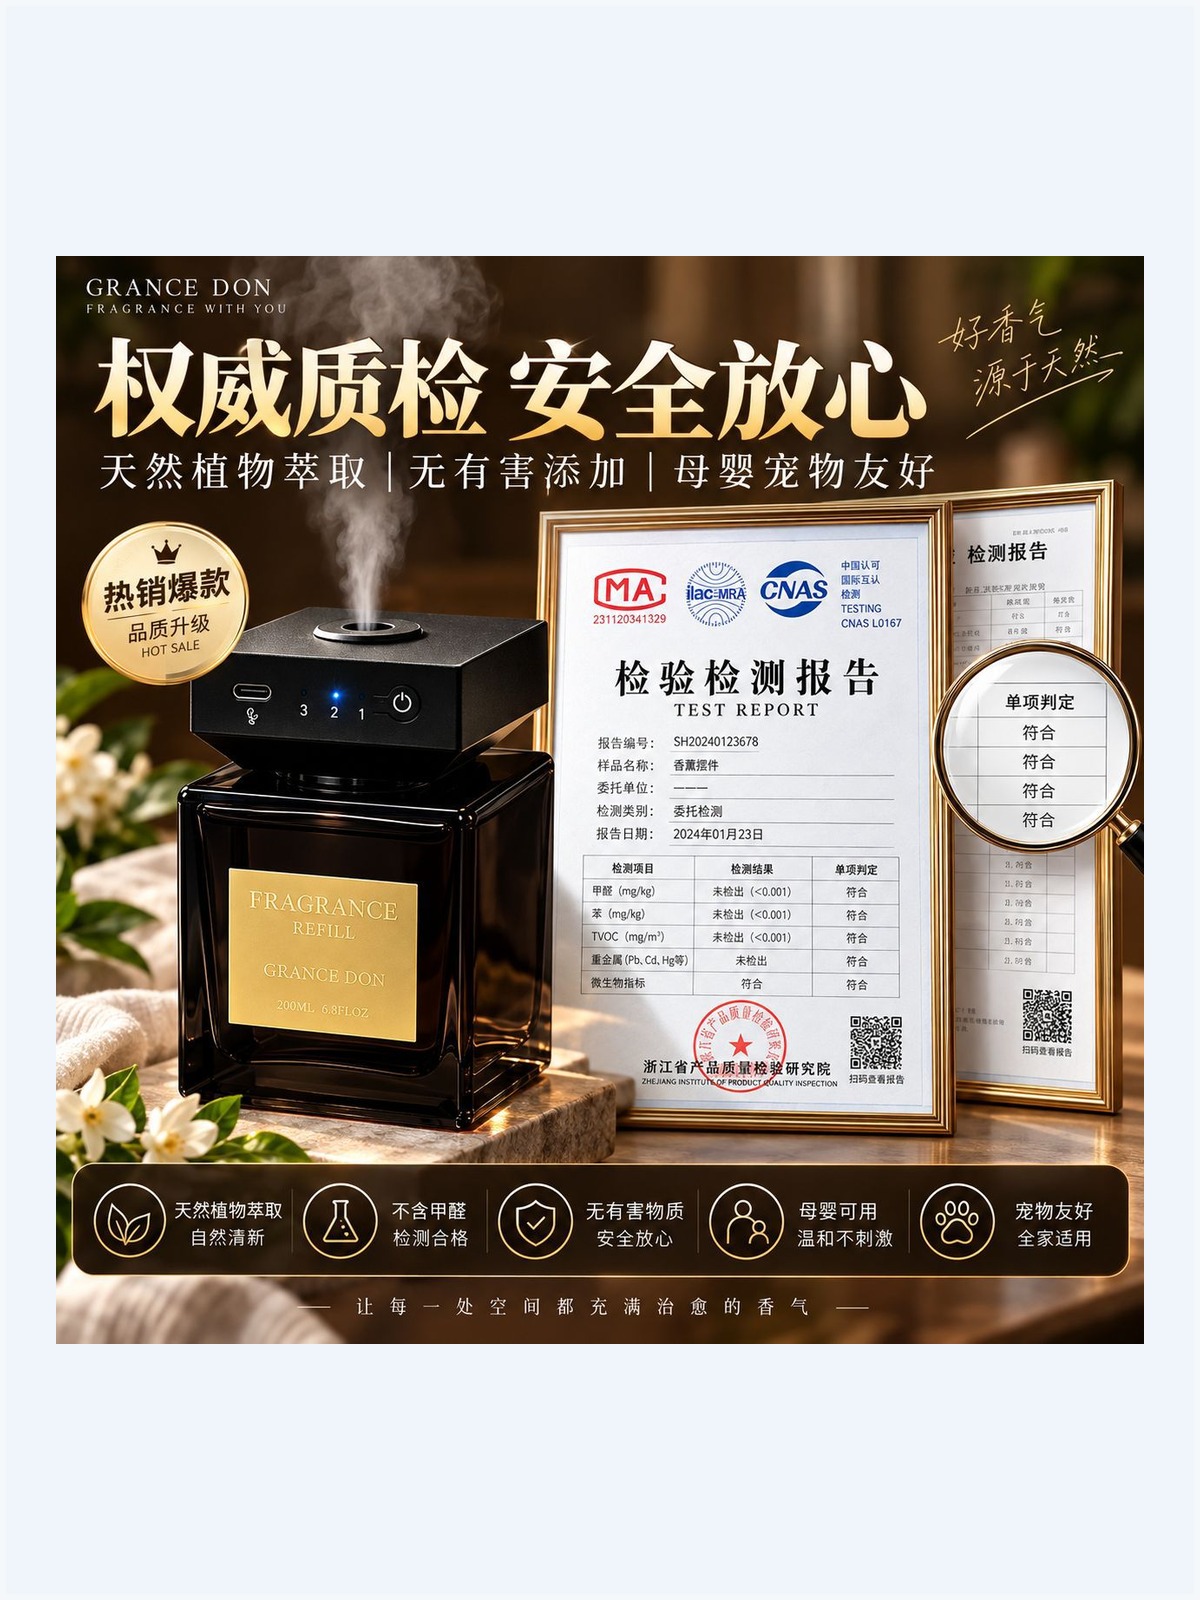 GRANCE DON
FRAGRANCE WITH YOU
好香气
源于天然
权威质检 安全放心
天然植物萃取｜无有害添加｜母婴宠物友好
热销爆款
品质升级
HOT SALE
3 2 1
FRAGRANCE
REFILL
GRANCE DON
200ML 6.8FLOZ
MA
231120341329
ilac-MRA
CNAS
中国认可
国际互认
检测
TESTING
CNAS L0167
检验检测报告
TEST REPORT
报告编号： SH20240123678
样品名称： 香薰摆件
委托单位： ———
检测类别： 委托检测
报告日期： 2024年01月23日
检测项目 检测结果 单项判定
甲醛（mg/kg） 未检出（<0.001） 符合
苯（mg/kg） 未检出（<0.001） 符合
TVOC（mg/m³） 未检出（<0.001） 符合
重金属(Pb、Cd、Hg等) 未检出 符合
微生物指标 符合 符合
浙江省产品质量检验研究院
ZHEJIANG INSTITUTE OF PRODUCT QUALITY INSPECTION
扫码查看报告
检测报告
单项判定
符合
符合
符合
符合
扫码查看报告
天然植物萃取
自然清新
不含甲醛
检测合格
无有害物质
安全放心
母婴可用
温和不刺激
宠物友好
全家适用
让每一处空间都充满治愈的香气